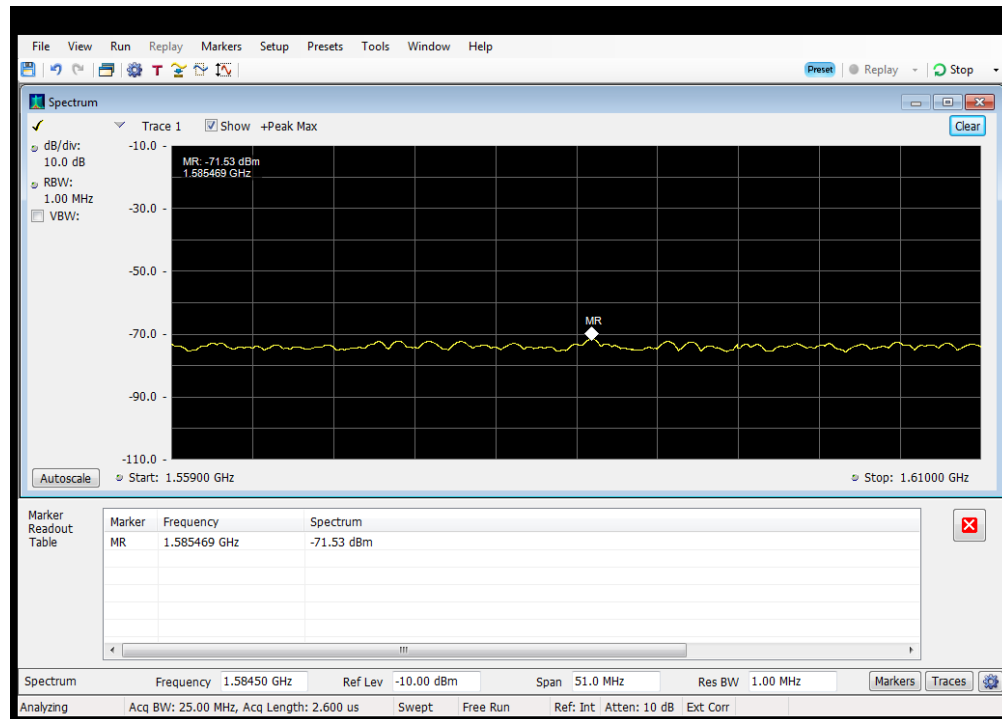 File View Run Replay Markers Setup Presets Tools Window Help
T Preset Replay Stop
Spectrum
Trace 1 Show +Peak Max Clear
dB/div:
10.0 dB
RBW:
1.00 MHz
VBW:
-10.0
-30.0
-50.0
-70.0
-90.0
-110.0
MR: -71.53 dBm
1.585469 GHz
MR
Autoscale Start: 1.55900 GHz Stop: 1.61000 GHz
Marker
Readout
Table
Marker Frequency Spectrum
MR 1.585469 GHz -71.53 dBm
Spectrum Frequency 1.58450 GHz Ref Lev -10.00 dBm Span 51.0 MHz Res BW 1.00 MHz Markers Traces
Analyzing Acq BW: 25.00 MHz, Acq Length: 2.600 us Swept Free Run Ref: Int Atten: 10 dB Ext Corr